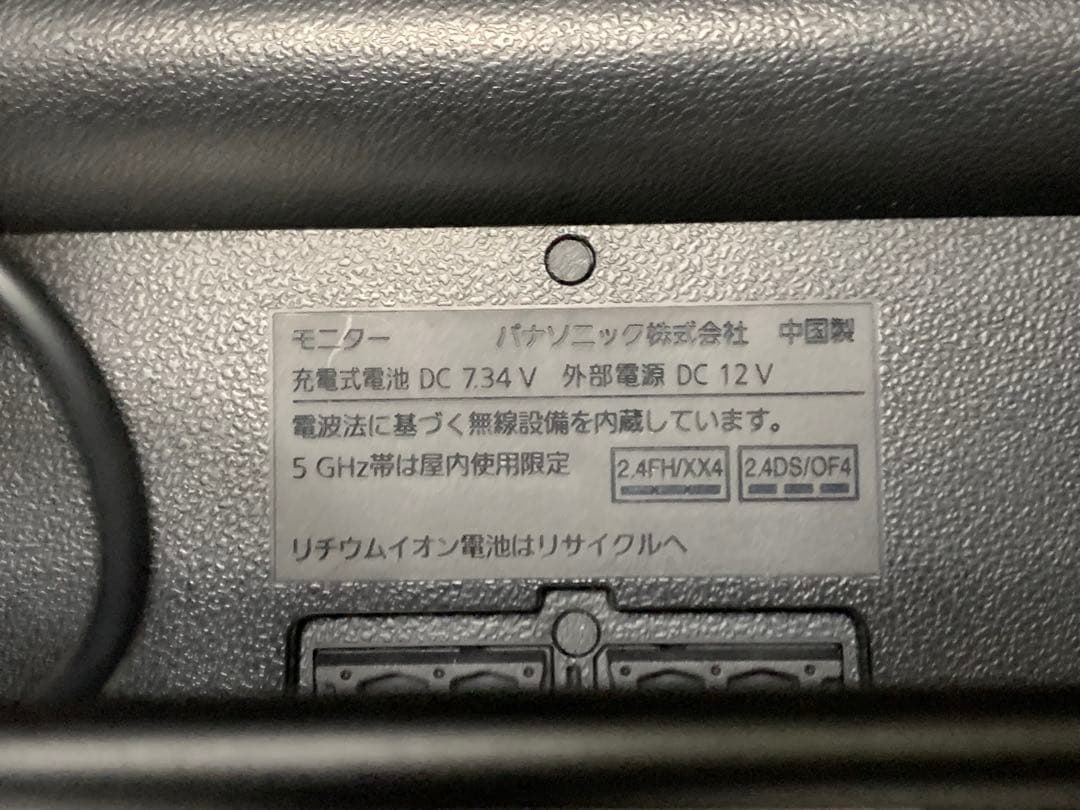 モニター パナソニック株式会社 中国製
充電式電池 DC 7.34 V 外部電源 DC 12 V
電波法に基づく無線設備を内蔵しています。
5 GHz帯は屋内使用限定 2.4FH/XX4 2.4DS/OF4
リチウムイオン電池はリサイクルへ